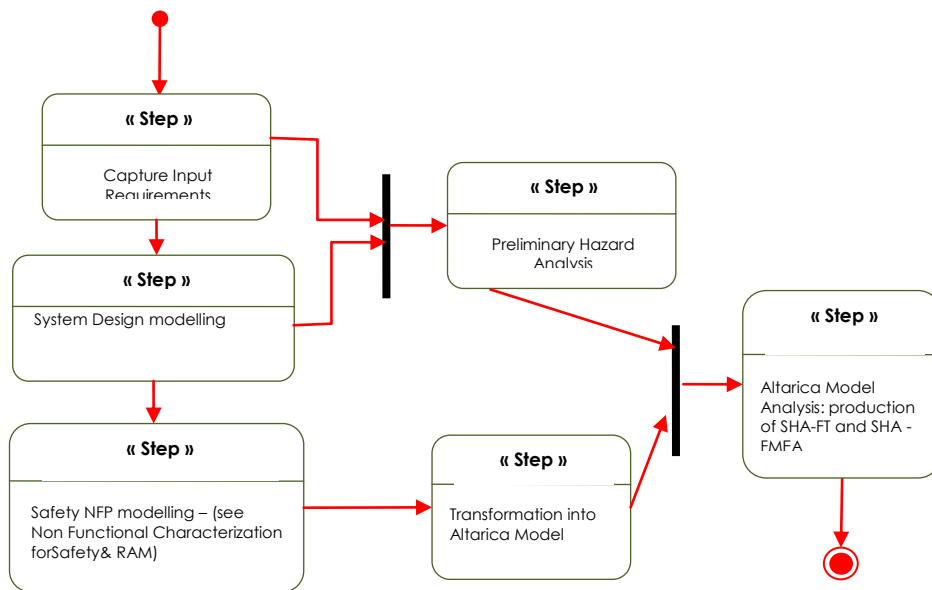 « Step »
Capture Input
Requirements
« Step »
System Design modelling
« Step »
Safety NFP modelling – (see
Non Functional Characterization
forSafety& RAM)
« Step »
Preliminary Hazard
Analysis
« Step »
Transformation into
Altarica Model
« Step »
Altarica Model
Analysis: production
of SHA-FT and SHA -
FMFA